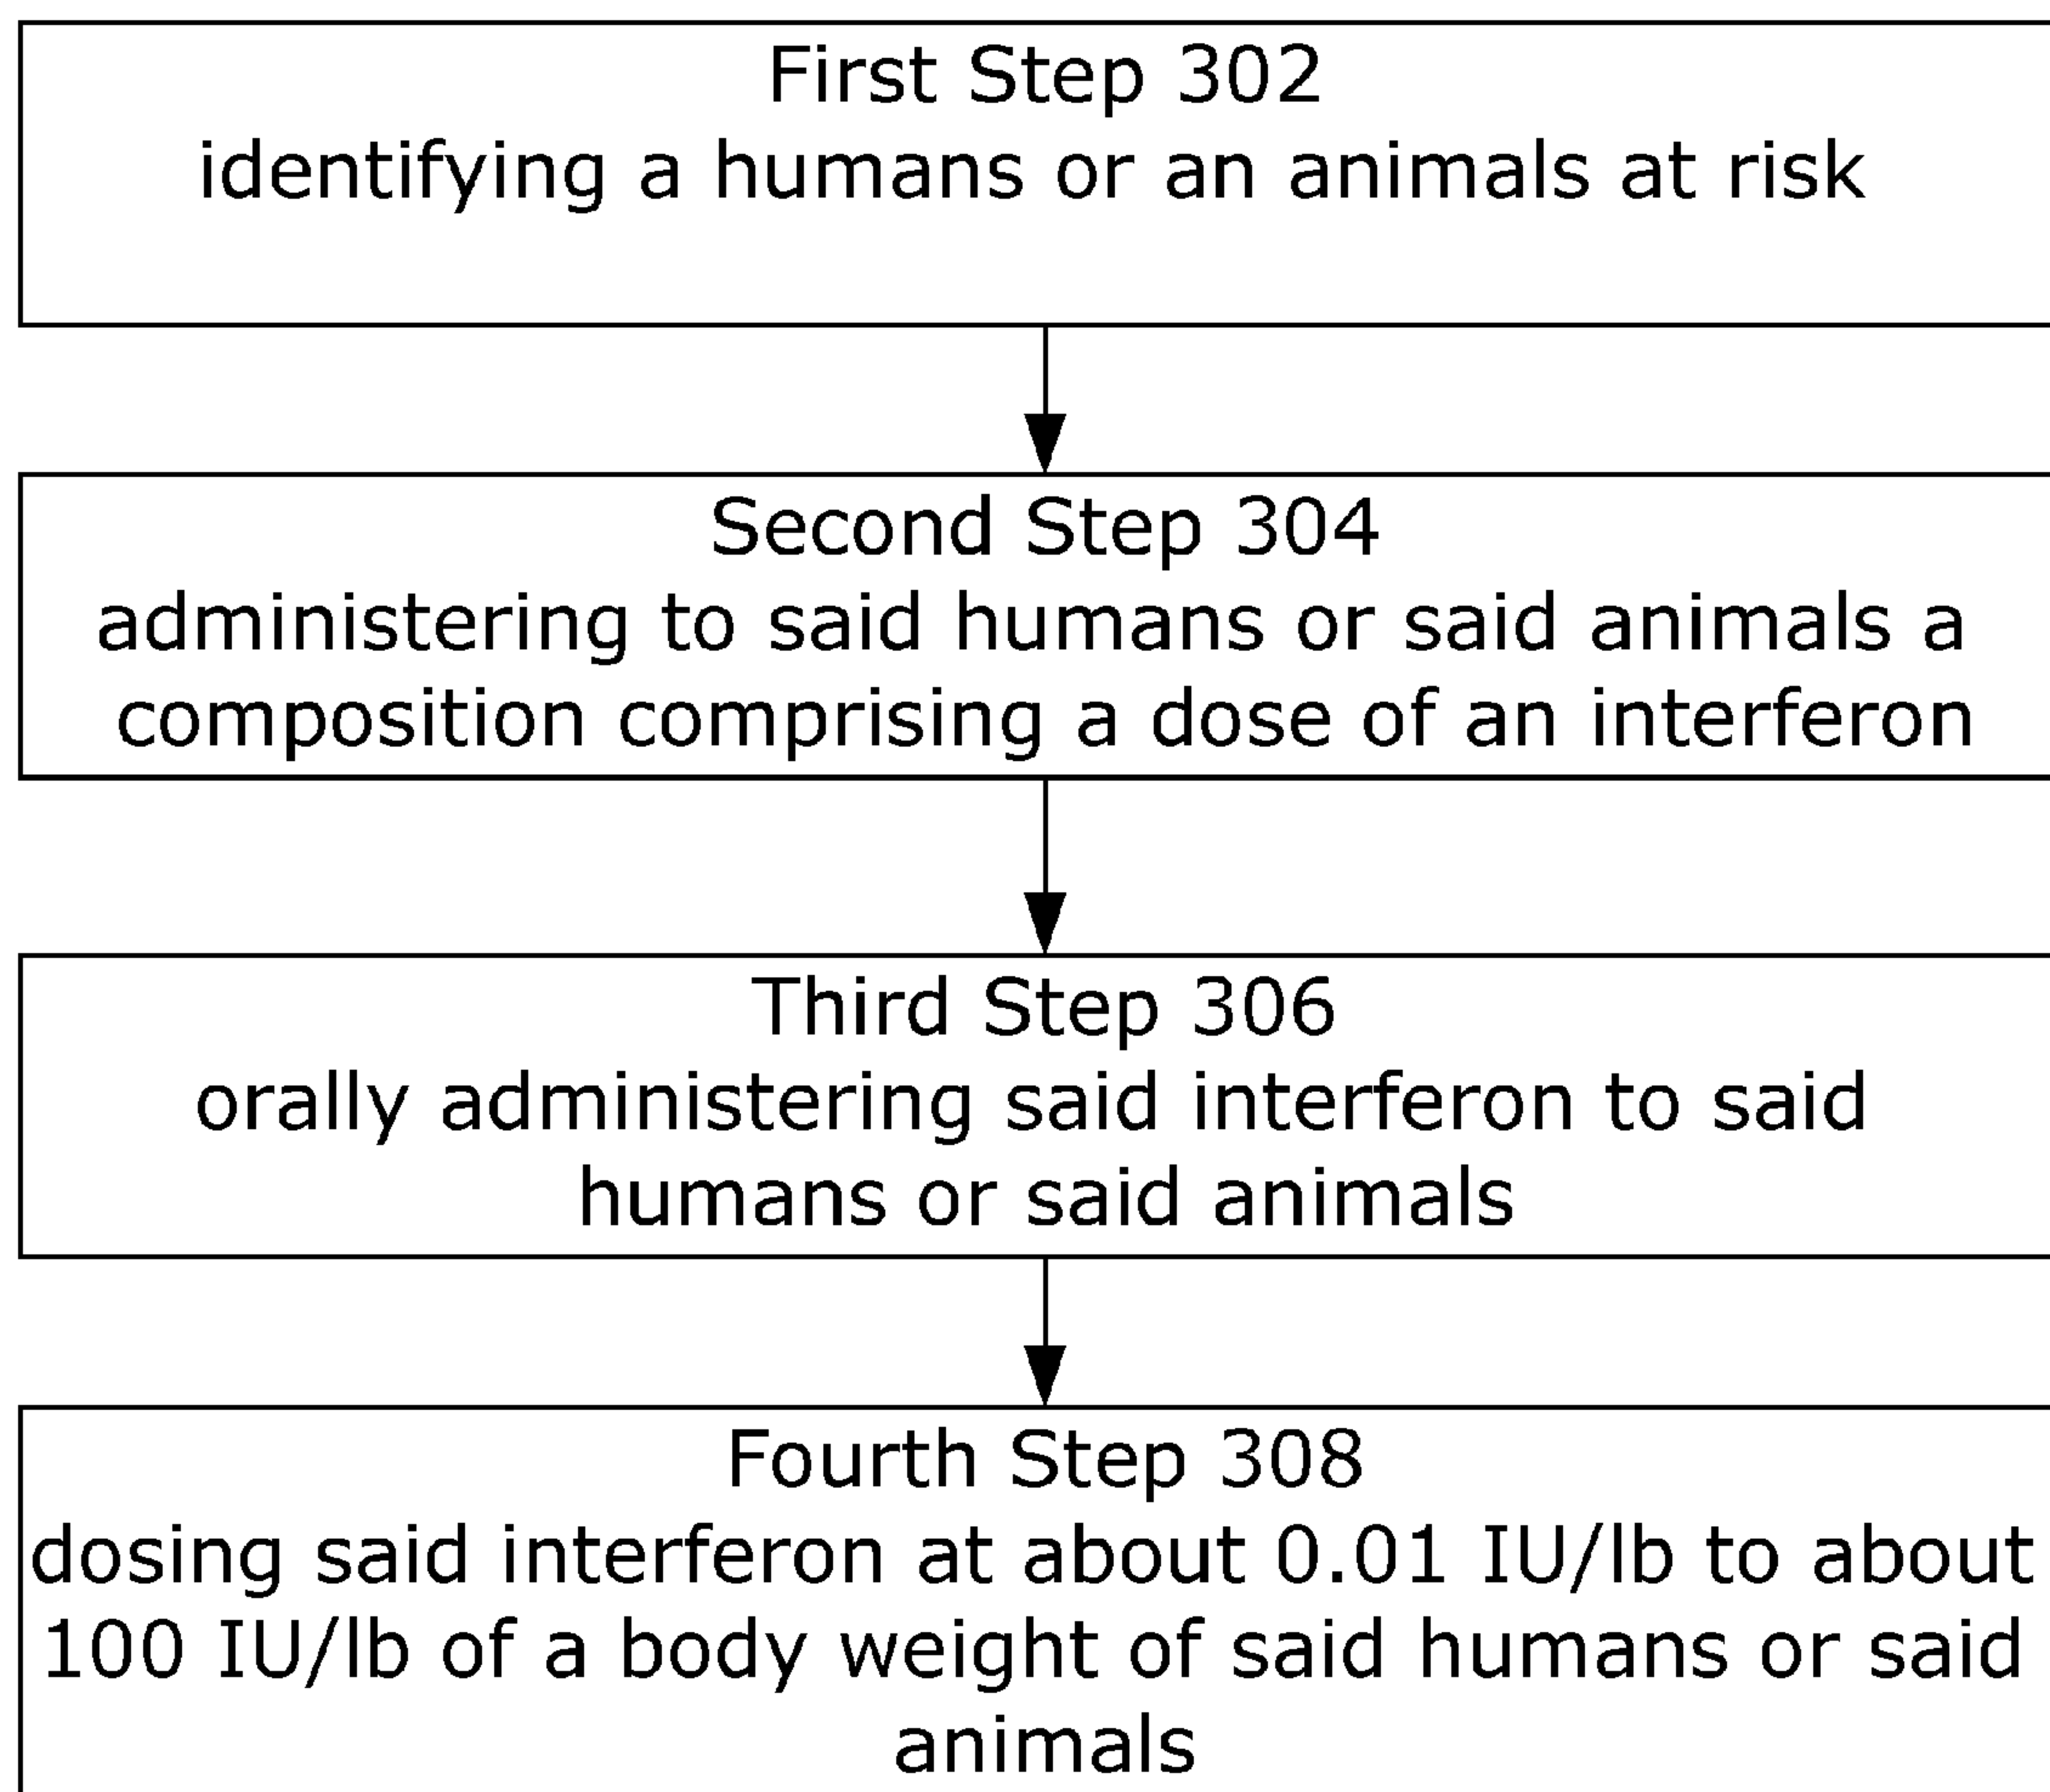 First Step 302
identifying a humans or an animals at risk
Second Step 304
administering to said humans or said animals a
composition comprising a dose of an interferon
Third Step 306
orally administering said interferon to said
humans or said animals
Fourth Step 308
dosing said interferon at about 0.01 IU/lb to about
100 IU/lb of a body weight of said humans or said
animals